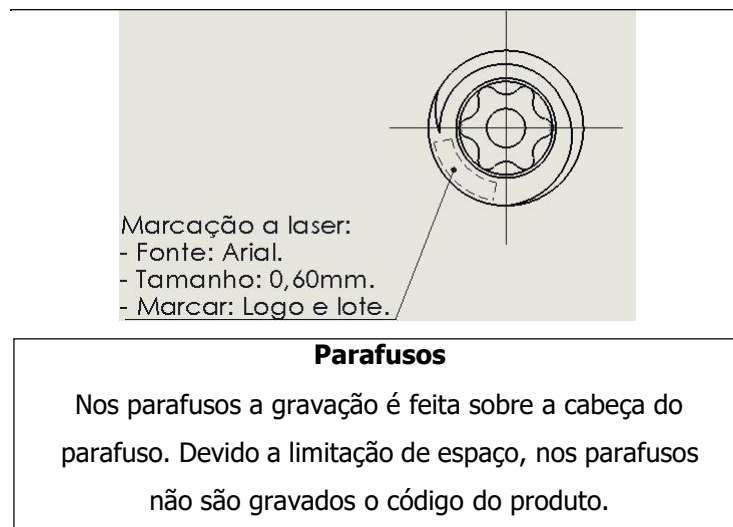 Marcação a laser:
- Fonte: Arial.
- Tamanho: 0,60mm.
- Marcar: Logo e lote.
Parafusos
Nos parafusos a gravação é feita sobre a cabeça do
parafuso. Devido a limitação de espaço, nos parafusos
não são gravados o código do produto.